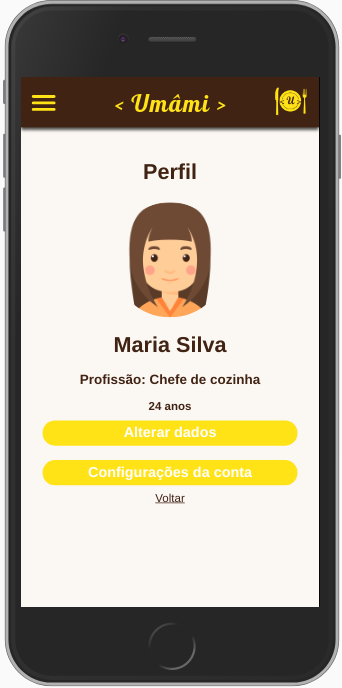 < Umâmi >
U
Perfil
Maria Silva
Profissão: Chefe de cozinha
24 anos
Alterar dados
Configurações da conta
Voltar